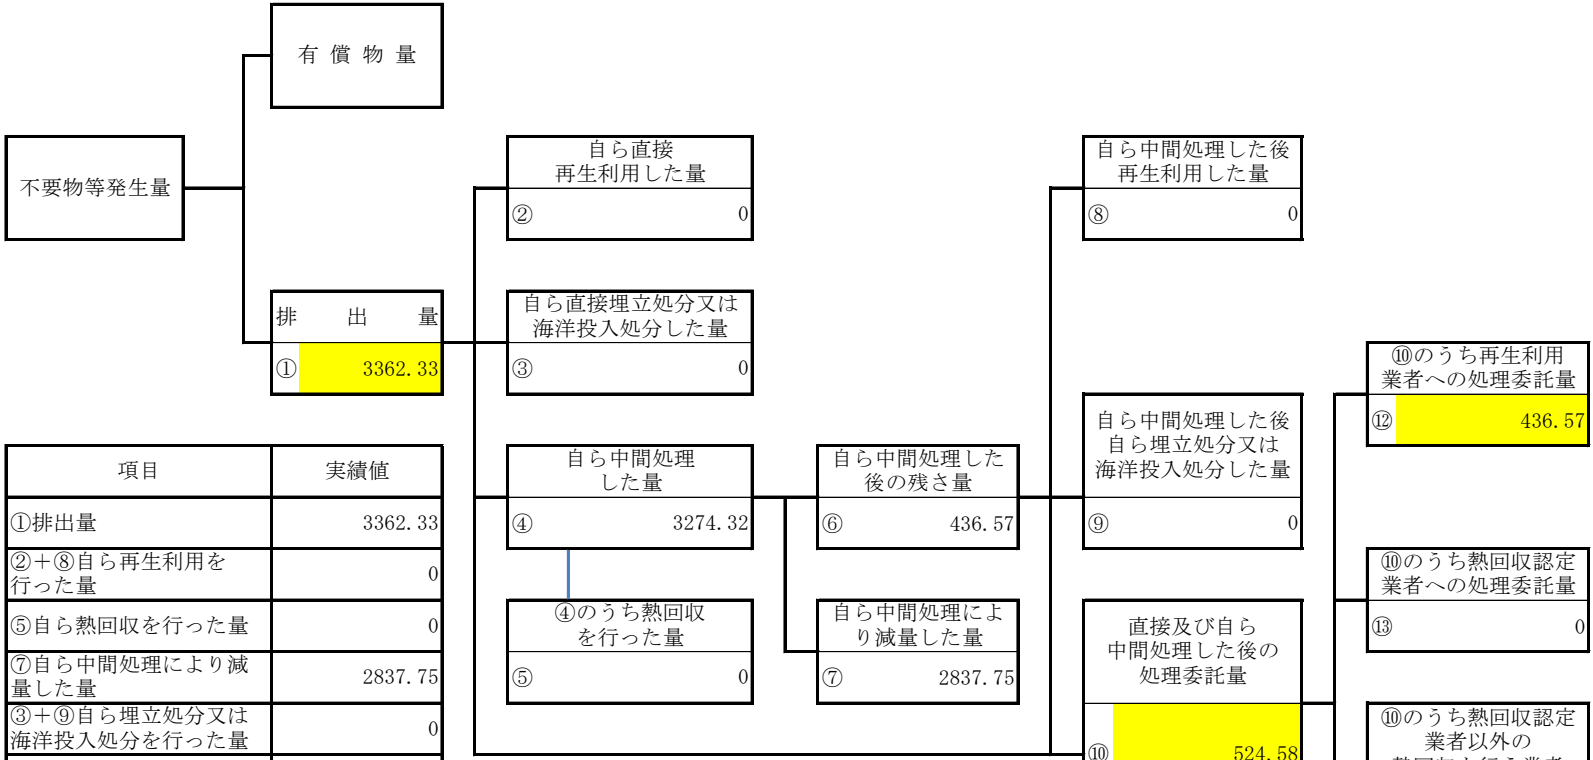 有償物量
不要物等発生量
排出量
① 3362.33
自ら直接
再生利用した量
② 0
自ら直接埋立処分又は
海洋投入処分した量
③ 0
自ら中間処理
した量
④ 3274.32
④のうち熱回収
を行った量
⑤ 0
自ら中間処理した
後の残さ量
⑥ 436.57
自ら中間処理によ
り減量した量
⑦ 2837.75
自ら中間処理した後
再生利用した量
⑧ 0
自ら中間処理した後
自ら埋立処分又は
海洋投入処分した量
⑨ 0
直接及び自ら
中間処理した後の
処理委託量
⑩ 524.58
⑩のうち再生利用
業者への処理委託量
⑫ 436.57
⑩のうち熱回収認定
業者への処理委託量
⑬ 0
⑩のうち熱回収認定
業者以外の
項目 実績値
①排出量 3362.33
②+⑧自ら再生利用を
行った量 0
⑤自ら熱回収を行った量 0
⑦自ら中間処理により減
量した量 2837.75
③+⑨自ら埋立処分又は
海洋投入処分を行った量 0